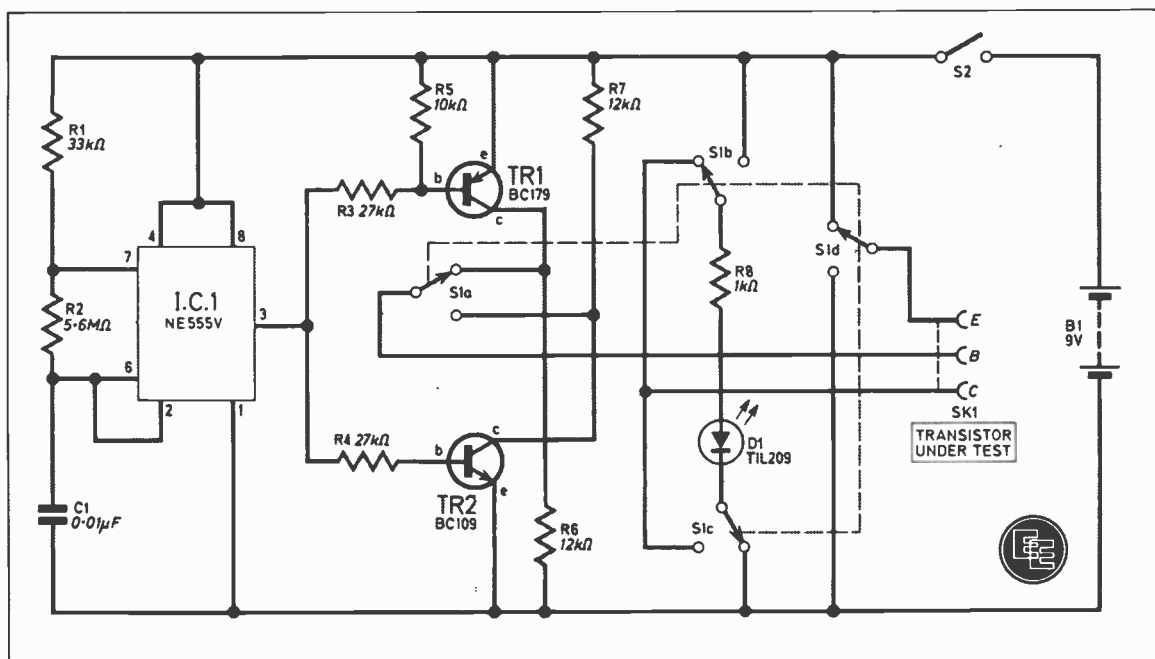 S2
R5
10kΩ
R7
12kΩ
R1
33kΩ
e
TR1
BC179
b
c
R3 27kΩ
S1b
S1d
4
8
7
I.C.1
NE555V
3
S1a
R8
1kΩ
R2
5·6MΩ
6
2
1
E
B
C
SK1
TRANSISTOR
UNDER TEST
B1
9V
c
R4 27kΩ
b
e
TR2
BC109
D1
TIL209
C1
0·01µF
R6
12kΩ
S1c
EE